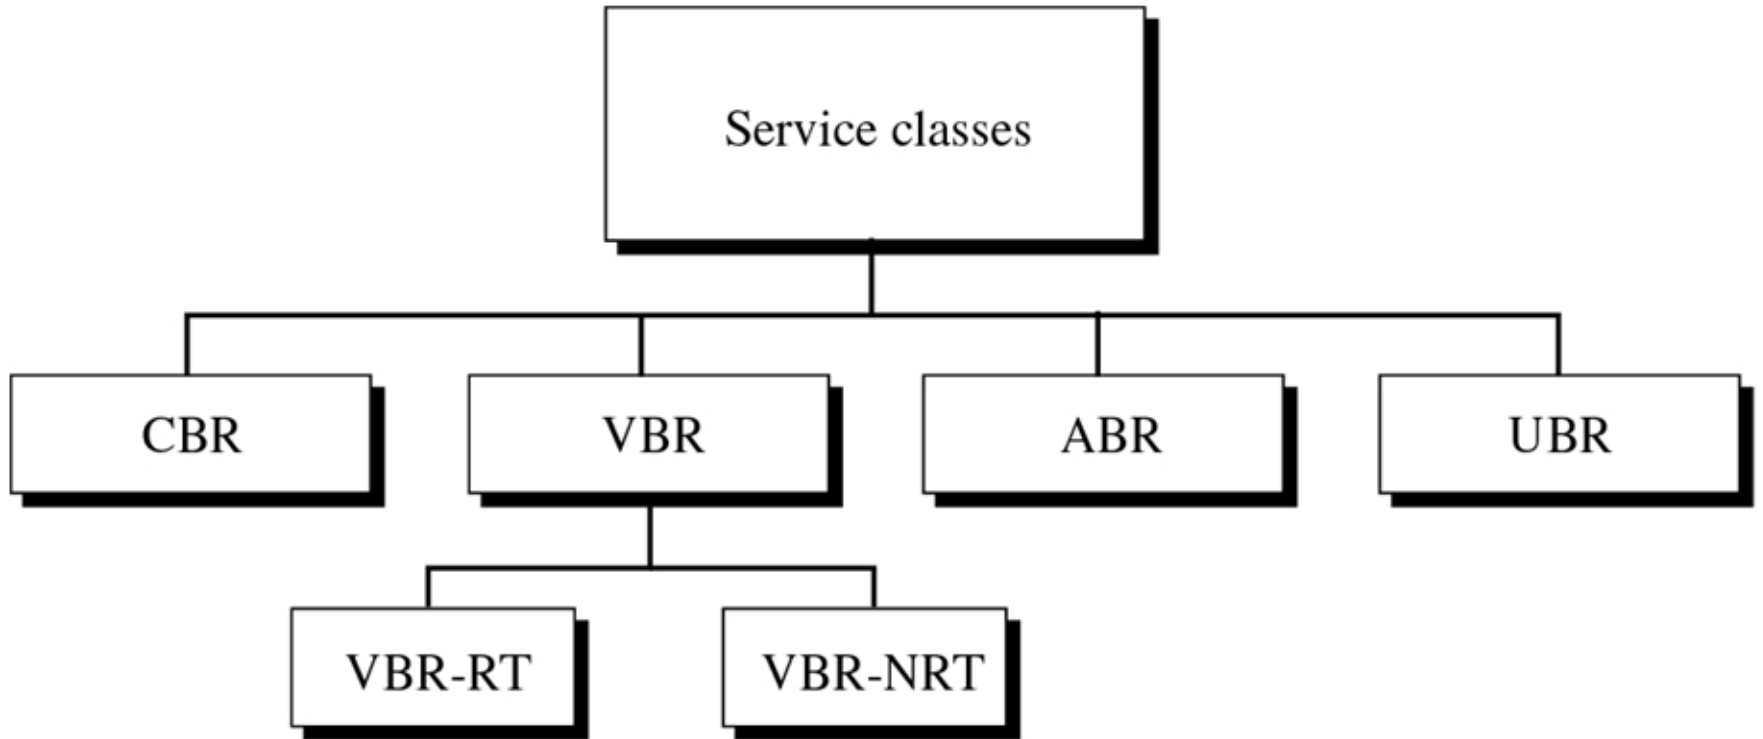 Service classes
CBR
VBR
ABR
UBR
VBR-RT
VBR-NRT